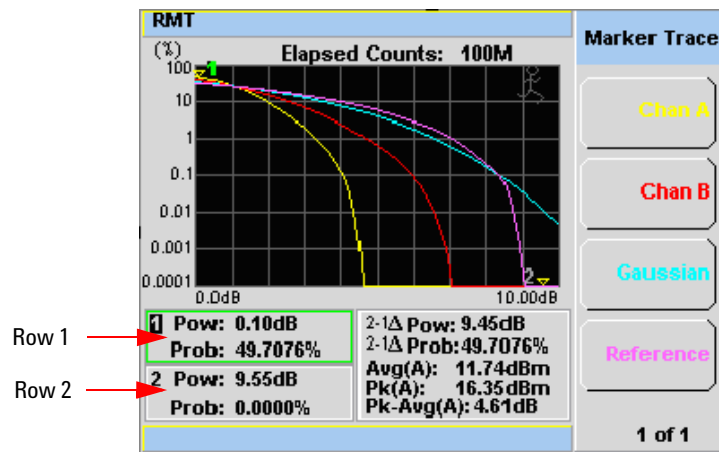 RMT
Marker Trace
(%)
Elapsed Counts: 100M
100
1
10
1
0.1
0.01
0.001
0.0001
2
0.0dB
10.00dB
Chan A
Chan B
Gaussian
Reference
1 of 1
Row 1
Row 2
1 Pow: 0.10dB
Prob: 49.7076%
2 Pow: 9.55dB
Prob: 0.0000%
2-1Δ Pow: 9.45dB
2-1Δ Prob: 49.7076%
Avg(A): 11.74dBm
Pk(A): 16.35dBm
Pk-Avg(A): 4.61dB